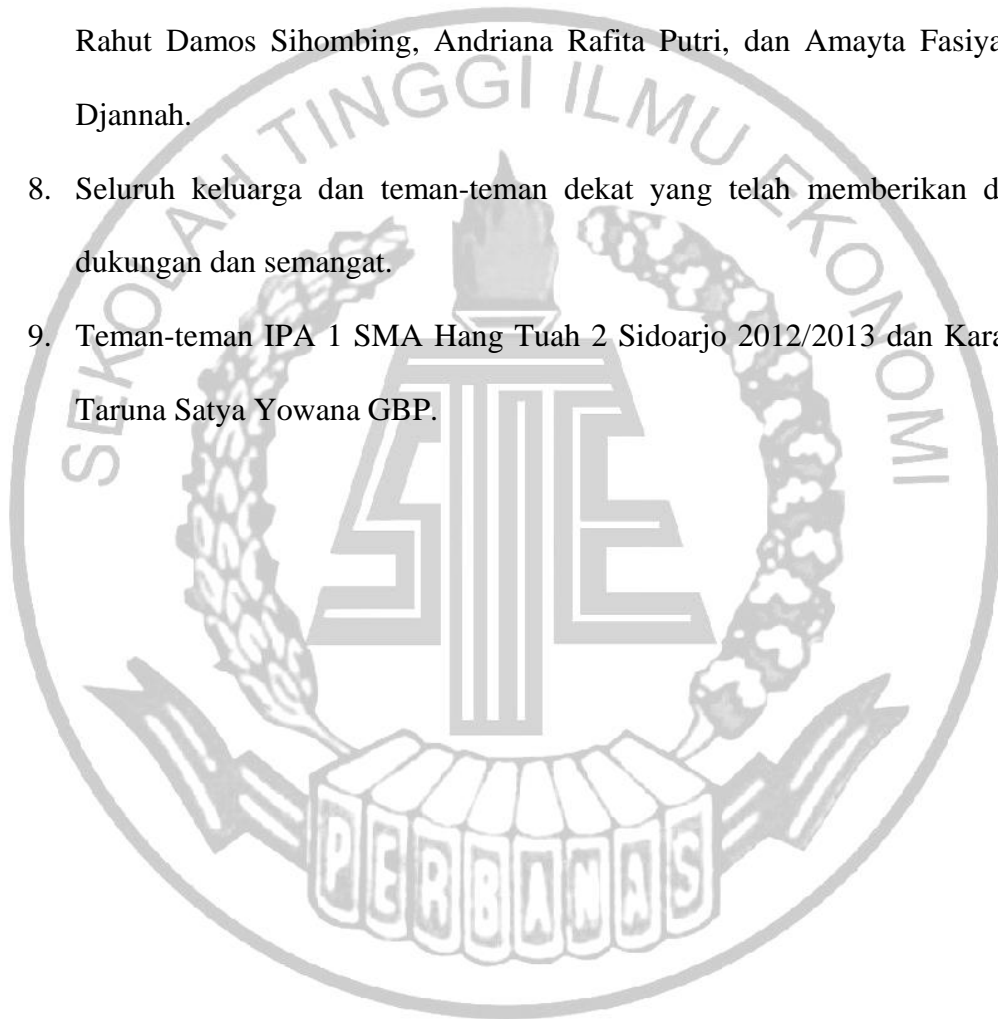 Rahut Damos Sihombing, Andriana Rafita Putri, dan Amayta Fasiya
Djannah.
8. Seluruh keluarga dan teman-teman dekat yang telah memberikan d
dukungan dan semangat.
9. Teman-teman IPA 1 SMA Hang Tuah 2 Sidoarjo 2012/2013 dan Kara
Taruna Satya Yowana GBP.
SEKOLAH TINGGI ILMU EKONOMI
STIE
PERBANAS